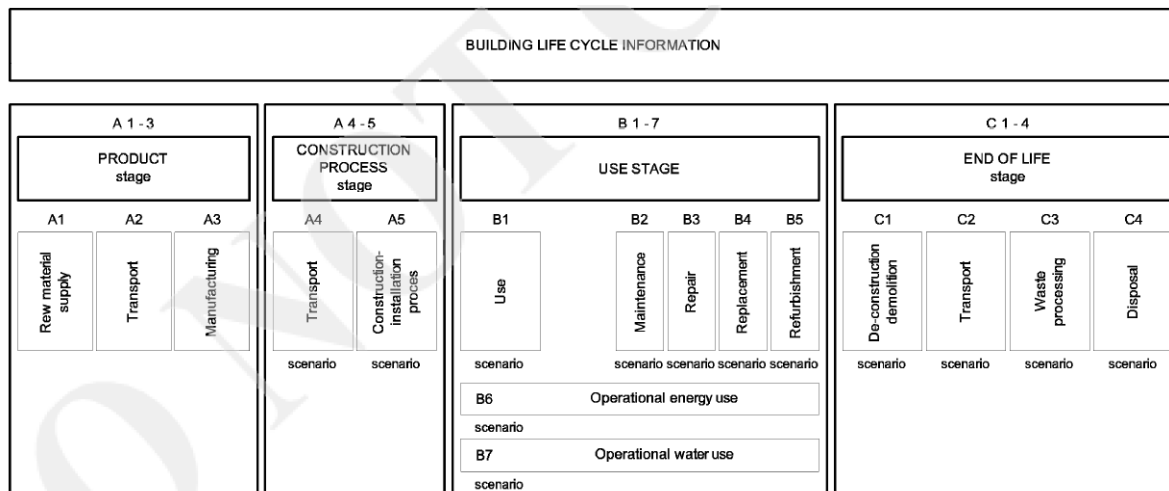 BUILDING LIFE CYCLE INFORMATION
A 1 - 3
PRODUCT
stage
A1
A2
A3
Rew material
supply
Transport
Manufacturing
A 4 - 5
CONSTRUCTION
PROCESS
stage
A4
A5
Transport
Construction-
installation
proces
scenario
scenario
B 1 - 7
USE STAGE
B1
B2
B3
B4
B5
Use
Maintenance
Repair
Replacement
Refurbishment
scenario
scenario
scenario
scenario
scenario
B6
Operational energy use
scenario
B7
Operational water use
scenario
C 1 - 4
END OF LIFE
stage
C1
C2
C3
C4
De-construction
demolition
Transport
Waste
processing
Disposal
scenario
scenario
scenario
scenario
O NOT